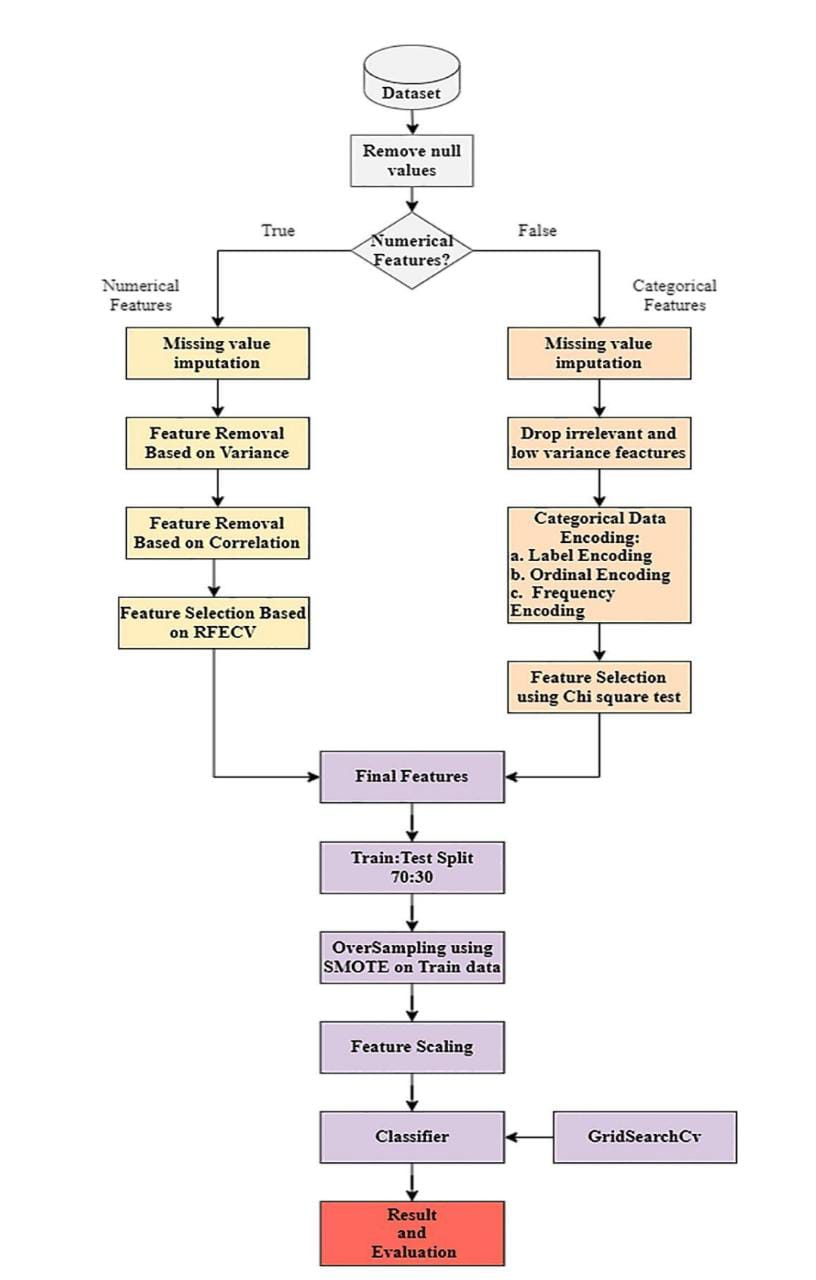 Dataset
Remove null
values
Numerical
Features?
True
False
Numerical
Features
Categorical
Features
Missing value
imputation
Feature Removal
Based on Variance
Feature Removal
Based on Correlation
Feature Selection Based
on RFECV
Missing value
imputation
Drop irrelevant and
low variance feactures
Categorical Data
Encoding:
a. Label Encoding
b. Ordinal Encoding
c. Frequency
Encoding
Feature Selection
using Chi square test
Final Features
Train:Test Split
70:30
OverSampling using
SMOTE on Train data
Feature Scaling
Classifier
GridSearchCv
Result
and
Evaluation